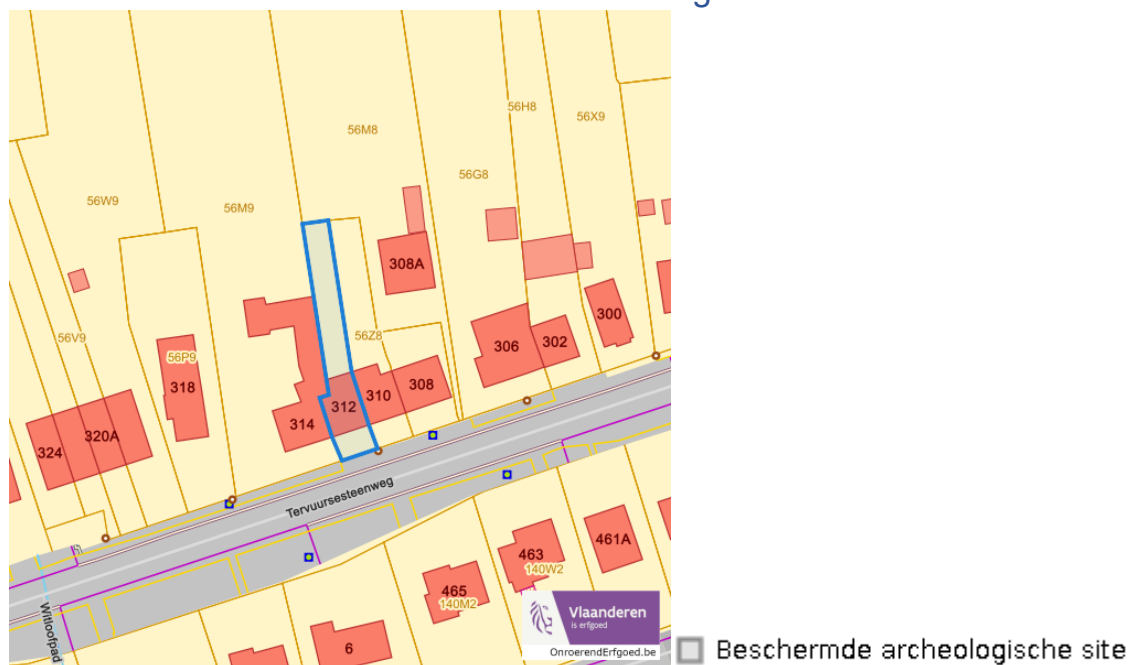 g
56H8
56X9
56M8
56G8
56W9
56M9
308A
300
56V9
56Z8
56P9
306
302
318
308
310
312
314
320A
324
Tervuursesteenweg
463
461A
140W2
465
140M2
Witloofpad
6
Vlaanderen
is erfgoed
OnroerendErfgoed.be
Beschermde archeologische site